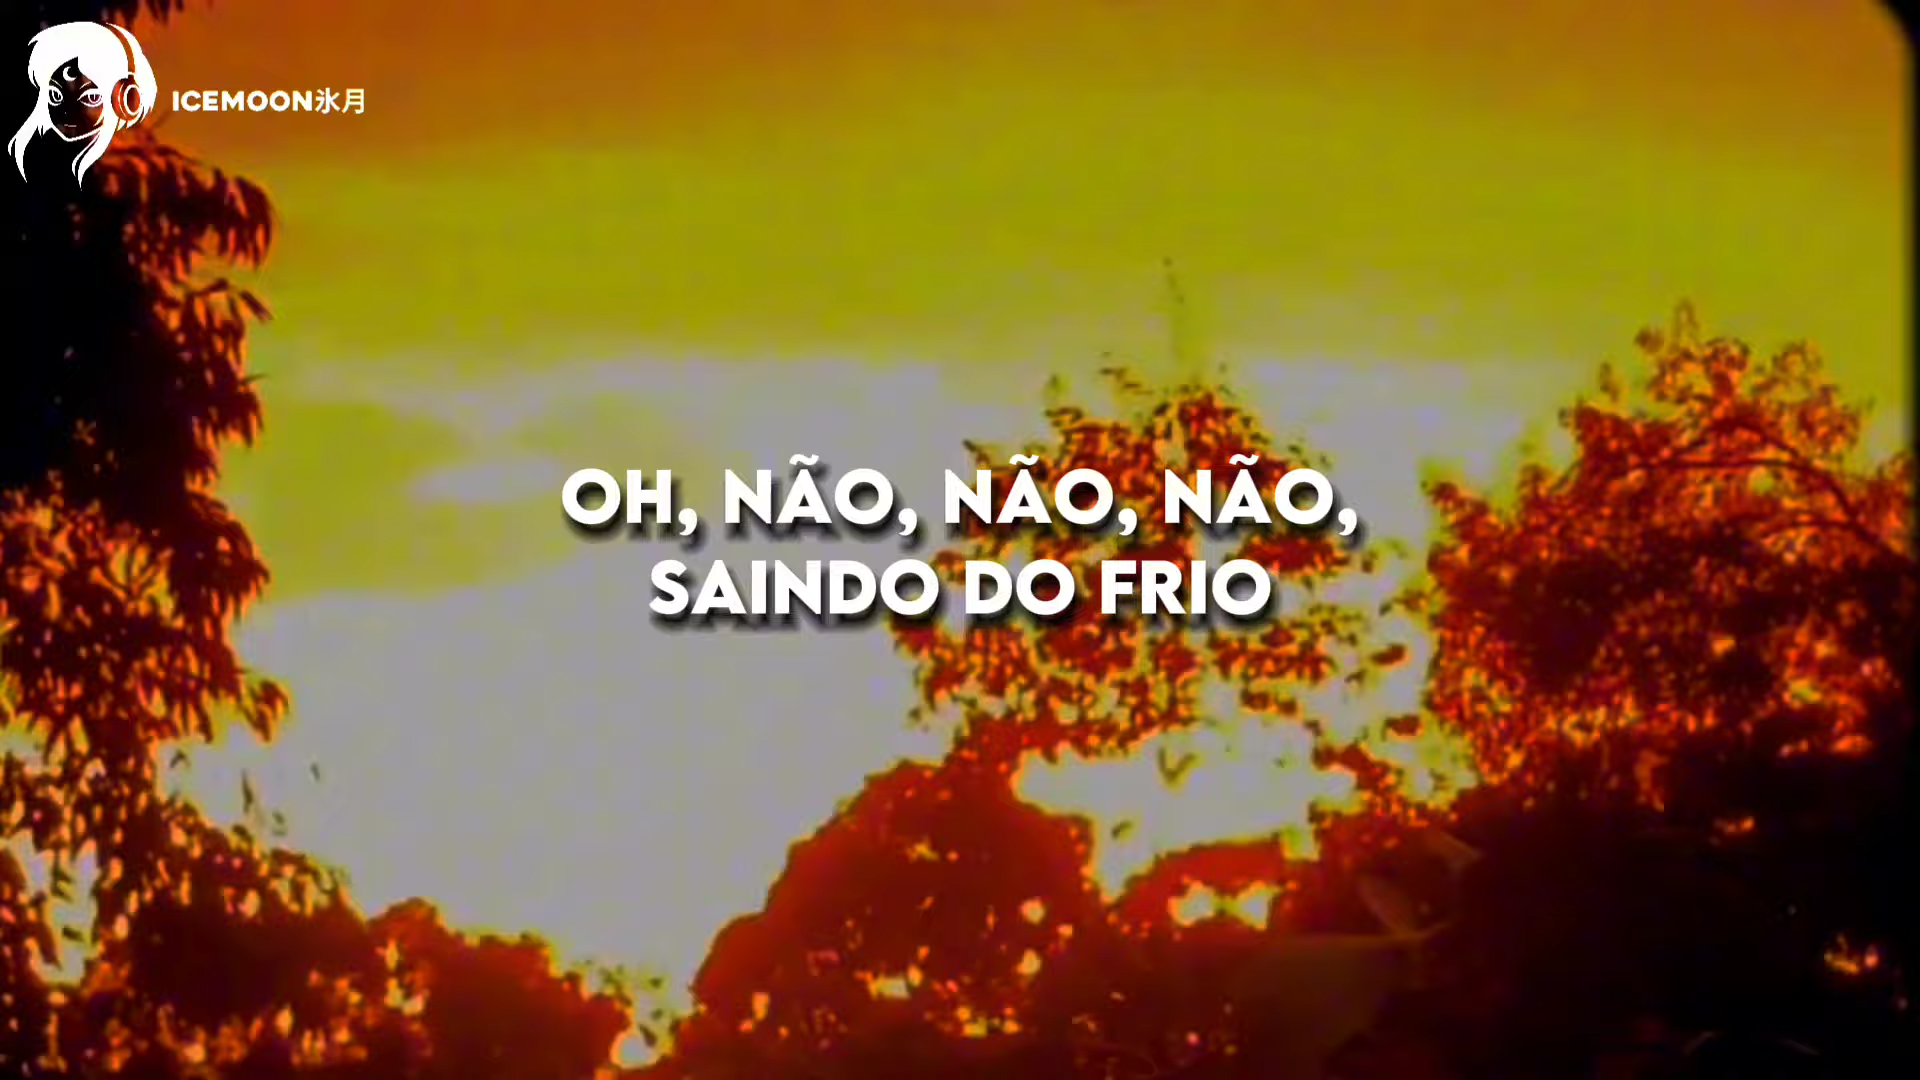 ICEMOON氷月
OH, NÃO, NÃO, NÃO,
SAINDO DO FRIO